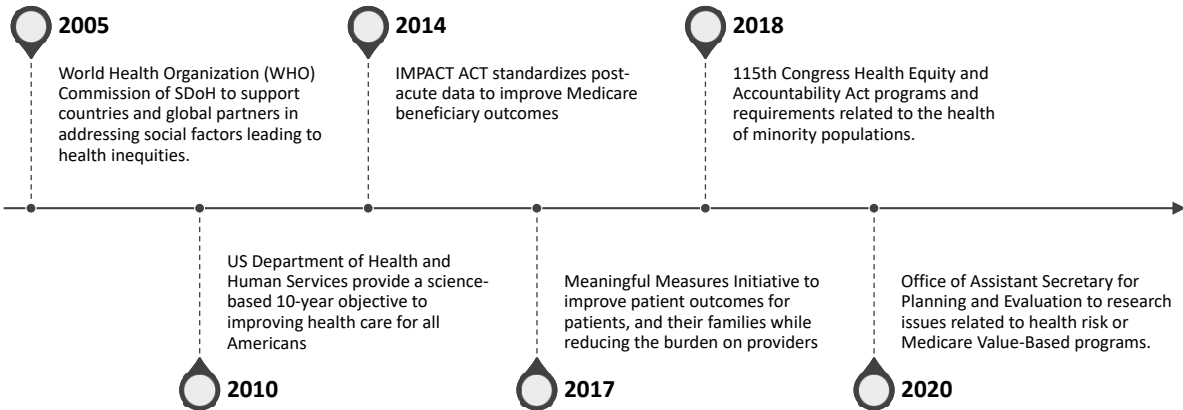 2005
World Health Organization (WHO)
Commission of SDoH to support
countries and global partners in
addressing social factors leading to
health inequities.
2014
IMPACT ACT standardizes post-
acute data to improve Medicare
beneficiary outcomes
2018
115th Congress Health Equity and
Accountability Act programs and
requirements related to the health
of minority populations.
US Department of Health and
Human Services provide a science-
based 10-year objective to
improving health care for all
Americans
2010
Meaningful Measures Initiative to
improve patient outcomes for
patients, and their families while
reducing the burden on providers
2017
Office of Assistant Secretary for
Planning and Evaluation to research
issues related to health risk or
Medicare Value-Based programs.
2020